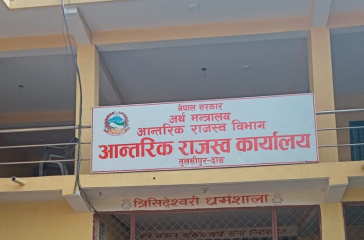 नेपाल सरकार
अर्थ मन्त्रालय
आन्तरिक राजस्व विभाग
आन्तरिक राजस्व कार्यालय
तुलसीपुर-दाङ
त्रिसिद्देश्वरी धर्मशाला